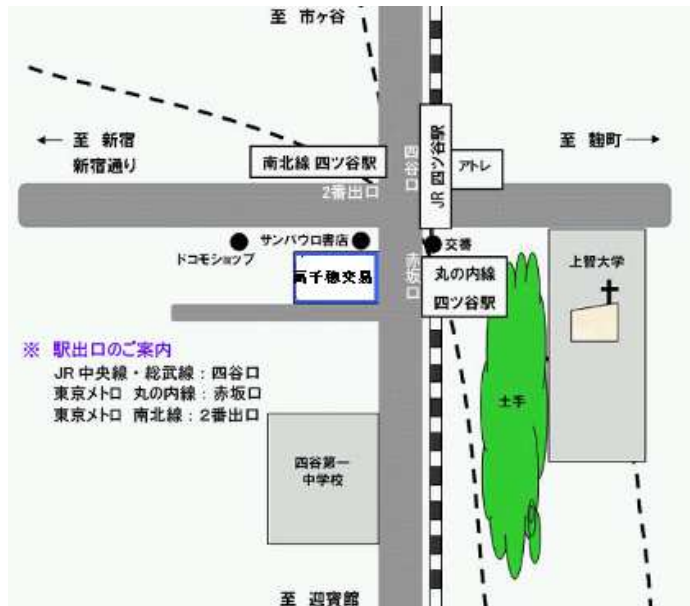 至 市ヶ谷
← 至 新宿
新宿通り
南北線 四ツ谷駅
2番出口
四谷口
JR 四ツ谷駅
アトレ
至 麹町 →
ドコモショップ
サンパウロ書店
高千穂交易
赤坂口
交番
丸の内線
四ツ谷駅
上智大学
土手
※ 駅出口のご案内
JR中央線・総武線：四谷口
東京メトロ 丸の内線：赤坂口
東京メトロ 南北線：2番出口
四谷第一
中学校
至 迎賓館